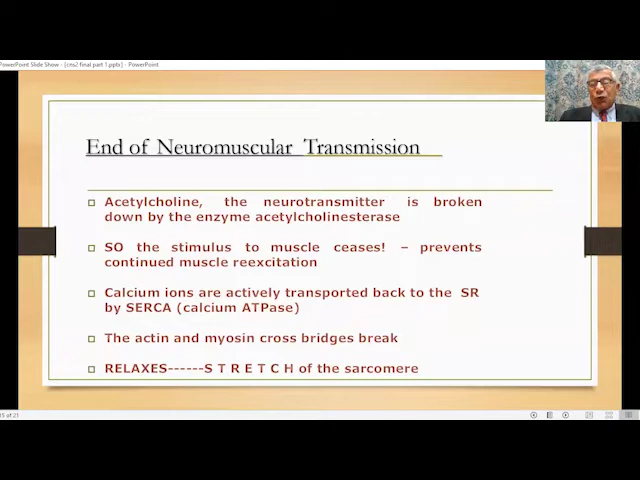 PowerPoint Slide Show - [cns2 final part 1.pptx] - PowerPoint
End of Neuromuscular Transmission
Acetylcholine, the neurotransmitter is broken
down by the enzyme acetylcholinesterase
SO the stimulus to muscle ceases! – prevents
continued muscle reexcitation
Calcium ions are actively transported back to the SR
by SERCA (calcium ATPase)
The actin and myosin cross bridges break
RELAXES------S T R E T C H of the sarcomere
15 of 21